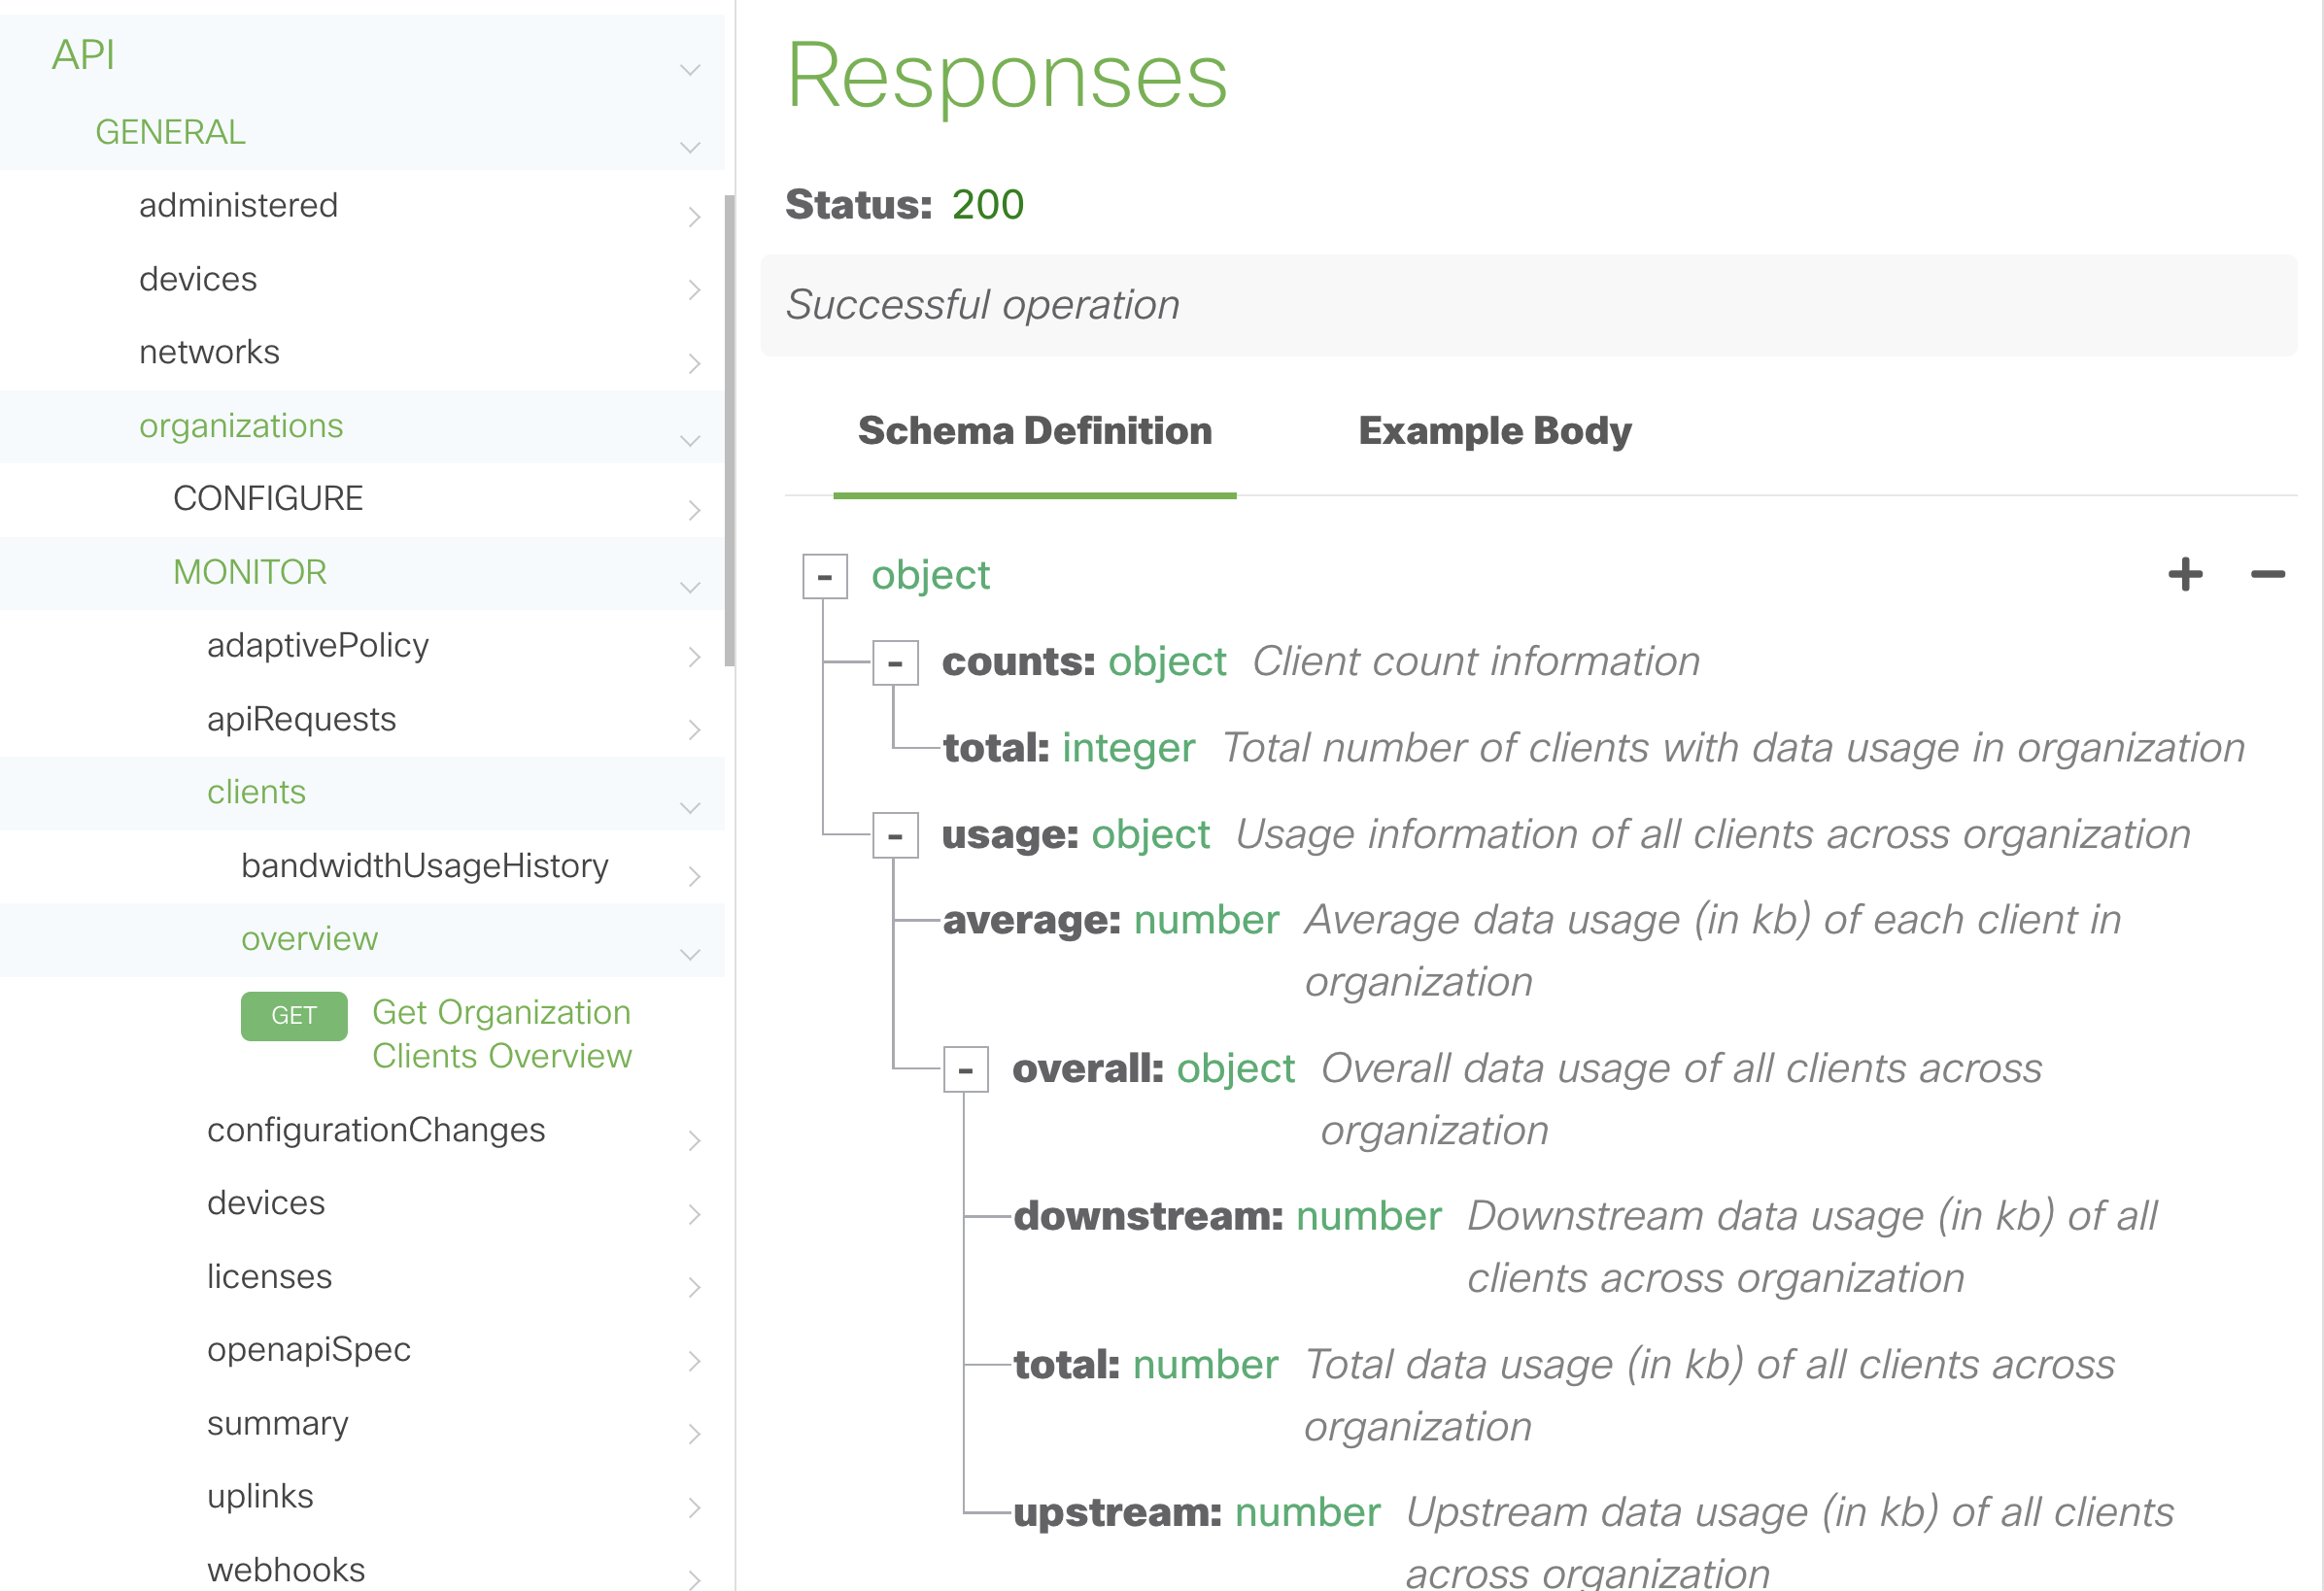 API
GENERAL
administered
devices
networks
organizations
CONFIGURE
MONITOR
adaptivePolicy
apiRequests
clients
bandwidthUsageHistory
overview
GET Get Organization
Clients Overview
configurationChanges
devices
licenses
openapiSpec
summary
uplinks
webhooks
Responses
Status: 200
Successful operation
Schema Definition Example Body
- object + −
- counts: object Client count information
total: integer Total number of clients with data usage in organization
- usage: object Usage information of all clients across organization
average: number Average data usage (in kb) of each client in
organization
- overall: object Overall data usage of all clients across
organization
downstream: number Downstream data usage (in kb) of all
clients across organization
total: number Total data usage (in kb) of all clients across
organization
upstream: number Upstream data usage (in kb) of all clients
across organization